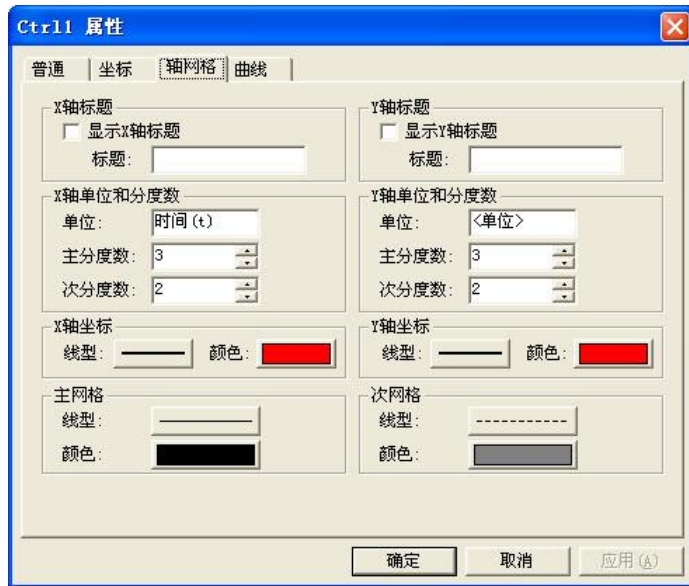 Ctrl1 属性
普通 坐标 轴网格 曲线
X轴标题
显示X轴标题
标题:
Y轴标题
显示Y轴标题
标题:
X轴单位和分度数
单位: 时间(t)
主分度数: 3
次分度数: 2
Y轴单位和分度数
单位: <单位>
主分度数: 3
次分度数: 2
X轴坐标
线型: 颜色:
Y轴坐标
线型: 颜色:
主网格
线型:
颜色:
次网格
线型:
颜色:
确定 取消 应用(A)